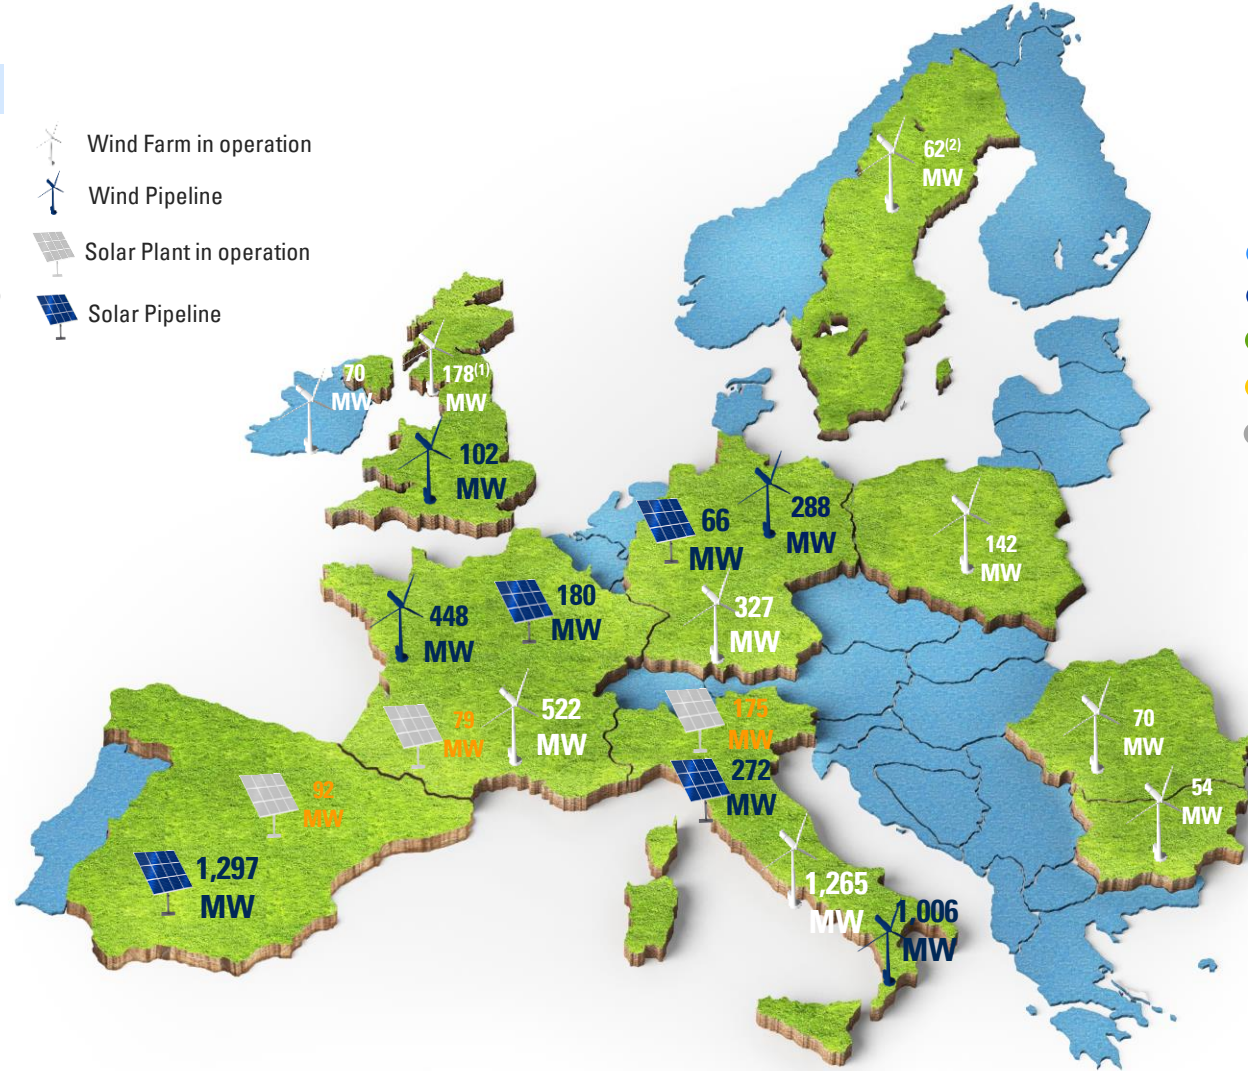 Wind Farm in operation
Wind Pipeline
Solar Plant in operation
Solar Pipeline
62(2)
MW
70
MW
178(1)
MW
102
MW
66
MW
288
MW
142
MW
448
MW
180
MW
327
MW
79
MW
522
MW
175
MW
272
MW
70
MW
54
MW
92
MW
1,297
MW
1,265
MW
1,006
MW